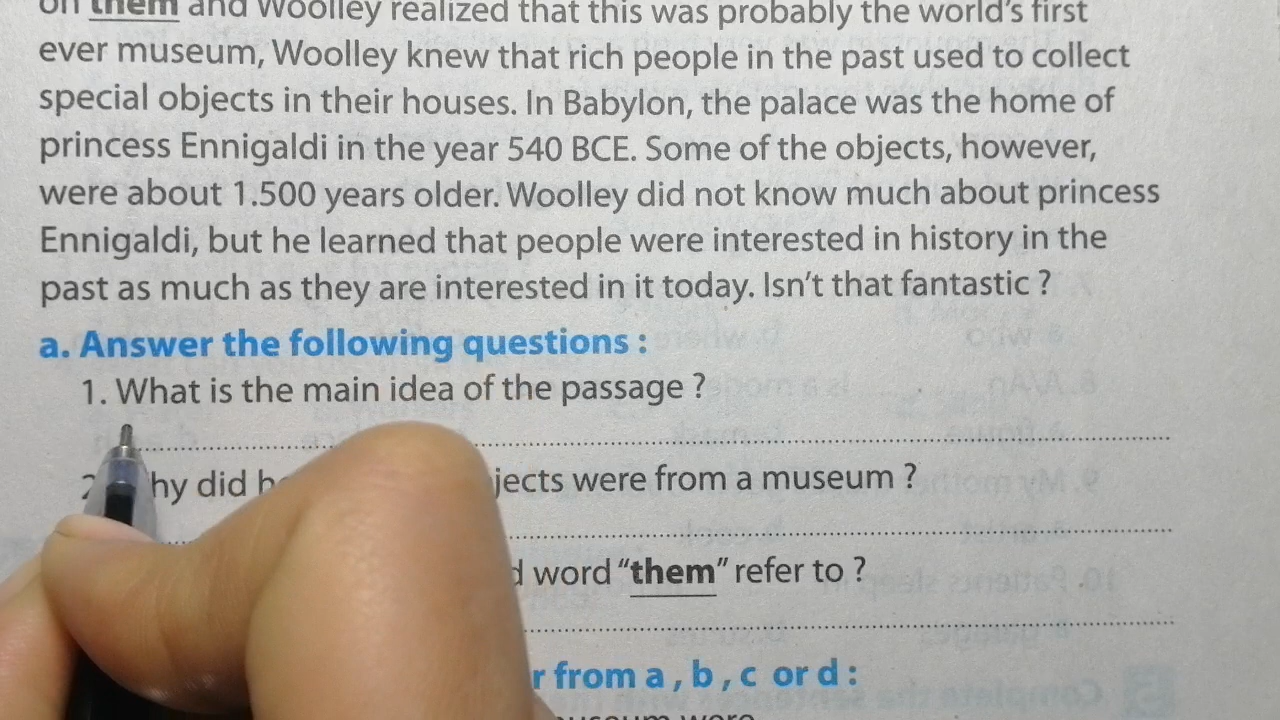 on them and Woolley realized that this was probably the world's first
ever museum, Woolley knew that rich people in the past used to collect
special objects in their houses. In Babylon, the palace was the home of
princess Ennigaldi in the year 540 BCE. Some of the objects, however,
were about 1.500 years older. Woolley did not know much about princess
Ennigaldi, but he learned that people were interested in history in the
past as much as they are interested in it today. Isn't that fantastic ?
a. Answer the following questions :
1. What is the main idea of the passage ?
did were from a museum ?
word "them" refer to ?
from a , b , c or d :